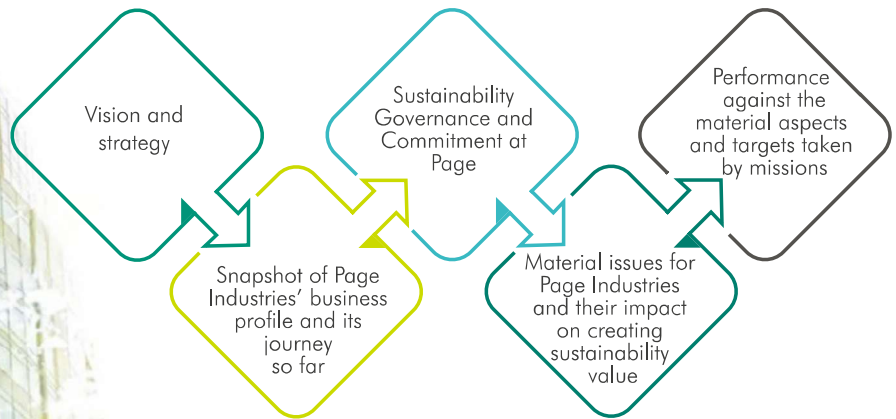 Vision and
strategy
Snapshot of Page
Industries’ business
profile and its
journey
so far
Sustainability
Governance and
Commitment at
Page
Material issues for
Page Industries
and their impact
on creating
sustainability
value
Performance
against the
material aspects
and targets taken
by missions